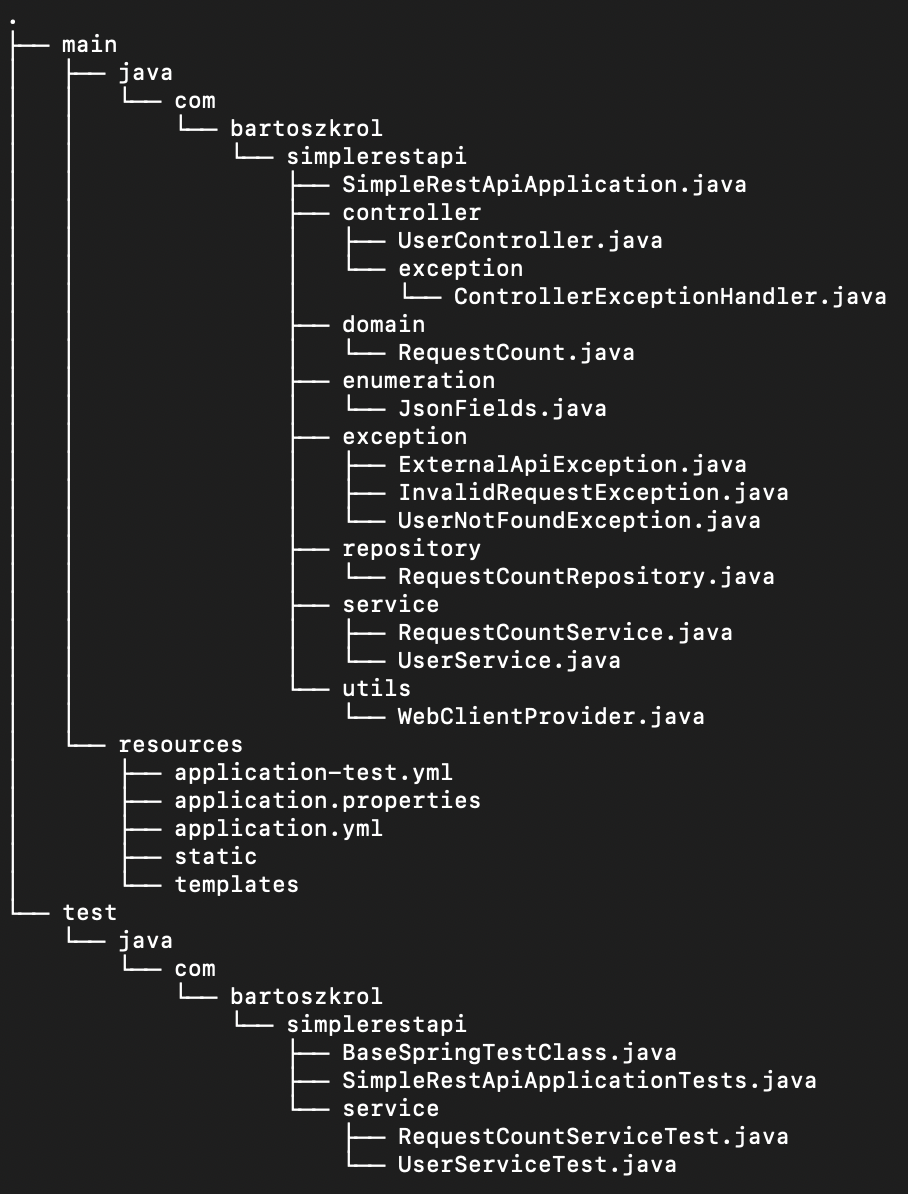 .
├── main
│   ├── java
│   │   └── com
│   │       └── bartoszkrol
│   │           └── simplerestapi
│   │               ├── SimpleRestApiApplication.java
│   │               ├── controller
│   │               │   ├── UserController.java
│   │               │   └── exception
│   │               │       └── ControllerExceptionHandler.java
│   │               ├── domain
│   │               │   └── RequestCount.java
│   │               ├── enumeration
│   │               │   └── JsonFields.java
│   │               ├── exception
│   │               │   ├── ExternalApiException.java
│   │               │   ├── InvalidRequestException.java
│   │               │   └── UserNotFoundException.java
│   │               ├── repository
│   │               │   └── RequestCountRepository.java
│   │               ├── service
│   │               │   ├── RequestCountService.java
│   │               │   └── UserService.java
│   │               └── utils
│   │                   └── WebClientProvider.java
│   └── resources
│       ├── application-test.yml
│       ├── application.properties
│       ├── application.yml
│       ├── static
│       └── templates
└── test
    └── java
        └── com
            └── bartoszkrol
                └── simplerestapi
                    ├── BaseSpringTestClass.java
                    ├── SimpleRestApiApplicationTests.java
                    └── service
                        ├── RequestCountServiceTest.java
                        └── UserServiceTest.java